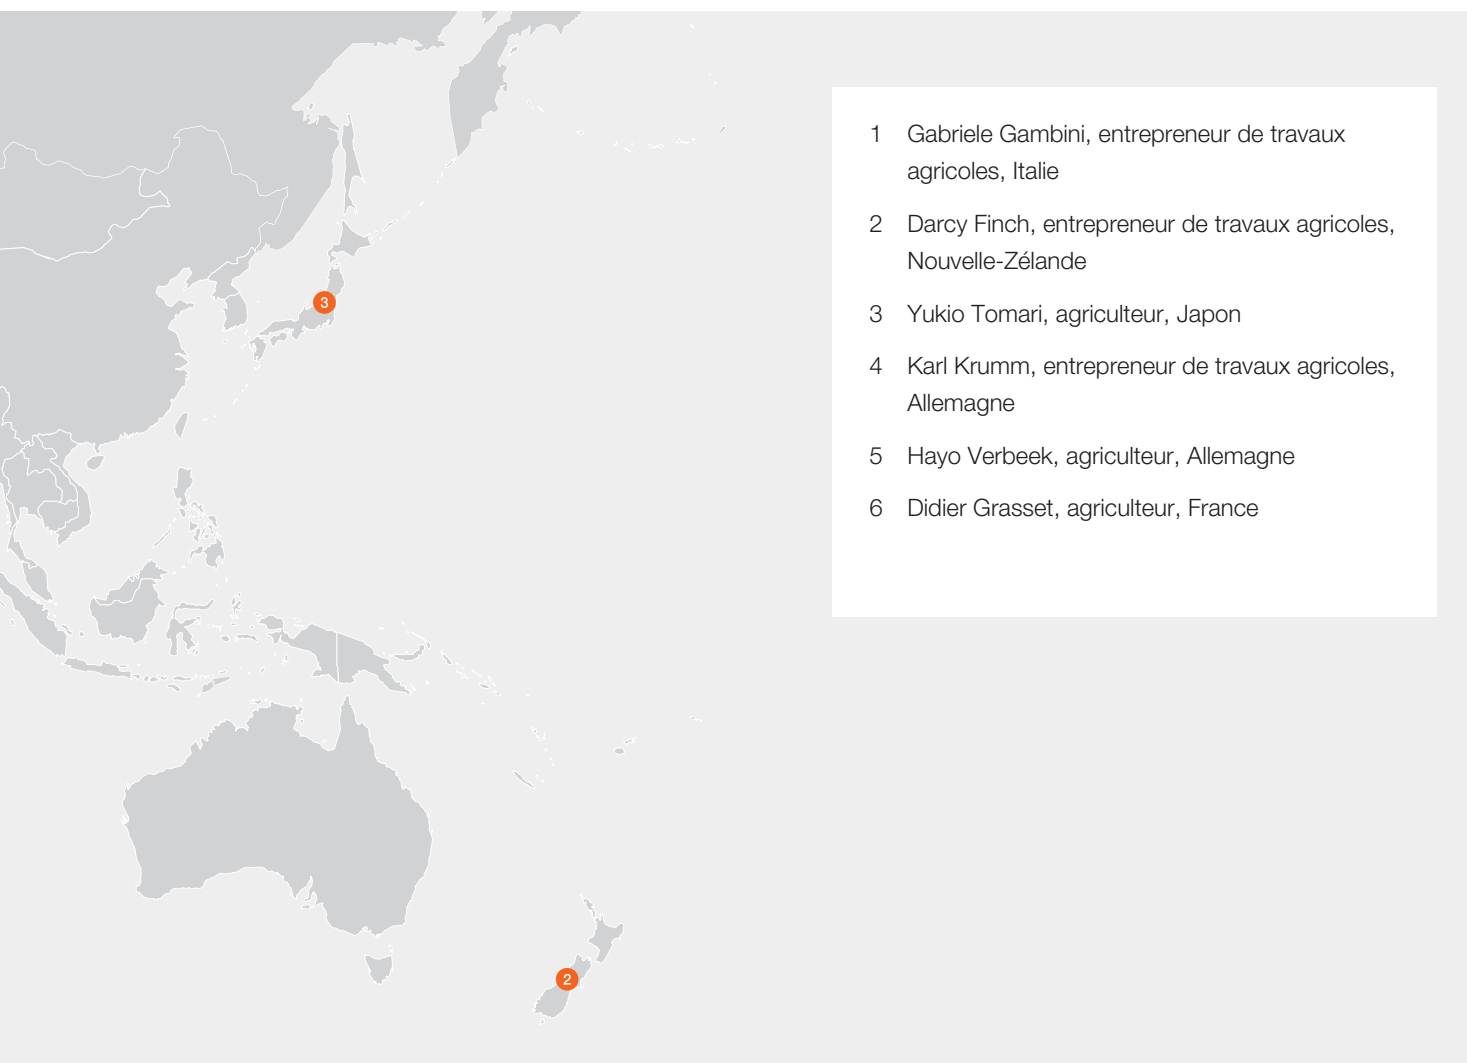 1 Gabriele Gambini, entrepreneur de travaux
agricoles, Italie
2 Darcy Finch, entrepreneur de travaux agricoles,
Nouvelle-Zélande
3 Yukio Tomari, agriculteur, Japon
4 Karl Krumm, entrepreneur de travaux agricoles,
Allemagne
5 Hayo Verbeek, agriculteur, Allemagne
6 Didier Grasset, agriculteur, France
3
2